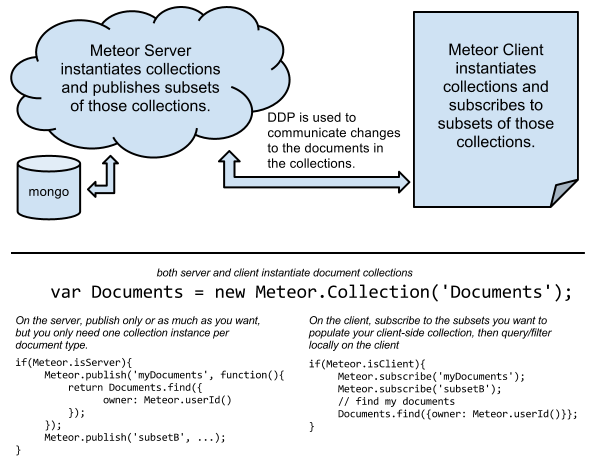 Meteor Server
instantiates collections
and publishes subsets
of those collections.
Meteor Client
instantiates
collections and
subscribes to
subsets of those
collections.
DDP is used to
communicate changes
to the documents in
the collections.
mongo
both server and client instantiate document collections
var Documents = new Meteor.Collection('Documents');
On the server, publish only or as much as you want,
but you only need one collection instance per
document type.
if(Meteor.isServer){
    Meteor.publish('myDocuments', function(){
        return Documents.find({
            owner: Meteor.userId()
        });
    });
    Meteor.publish('subsetB', ...);
}
On the client, subscribe to the subsets you want to
populate your client-side collection, then query/filter
locally on the client
if(Meteor.isClient){
    Meteor.subscribe('myDocuments');
    Meteor.subscribe('subsetB');
    // find my documents
    Documents.find({owner: Meteor.userId()}};
}